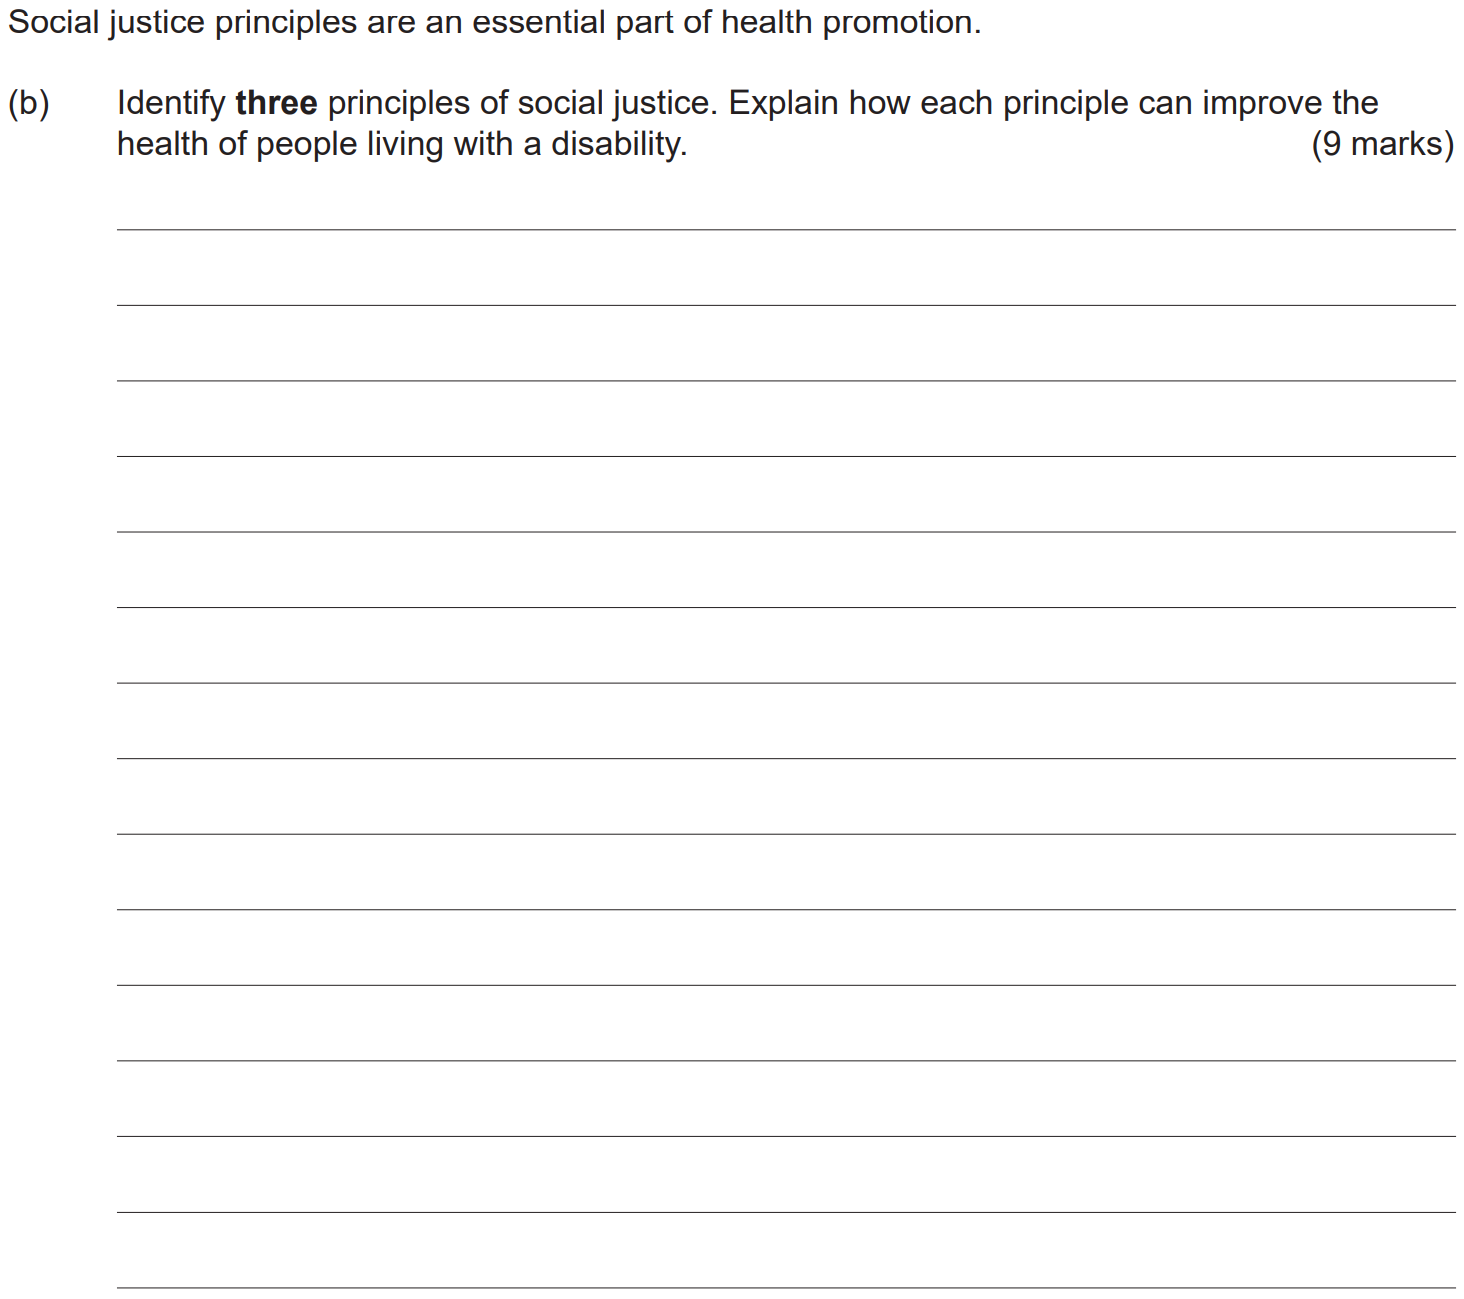 Social justice principles are an essential part of health promotion.
(b) Identify three principles of social justice. Explain how each principle can improve the
health of people living with a disability. (9 marks)